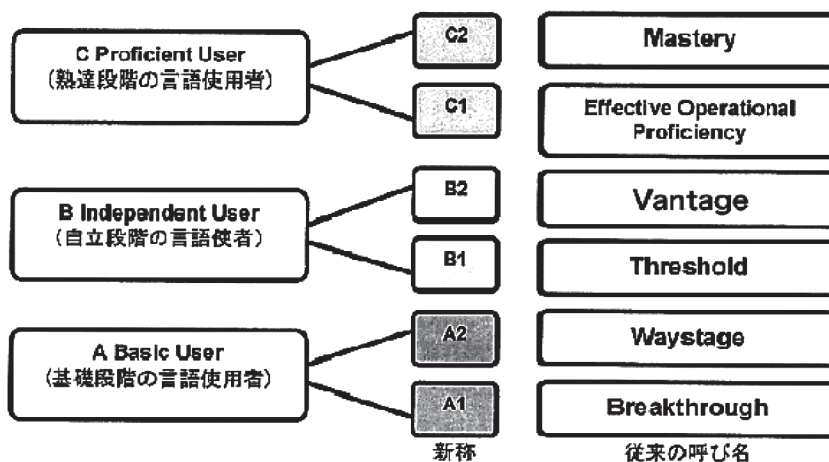 C Proficient User
(熟達段階の言語使用者)
C2
Mastery
C1
Effective Operational
Proficiency
B Independent User
(自立段階の言語使者)
B2
Vantage
B1
Threshold
A Basic User
(基礎段階の言語使用者)
A2
Waystage
A1
Breakthrough
新称
従来の呼び名